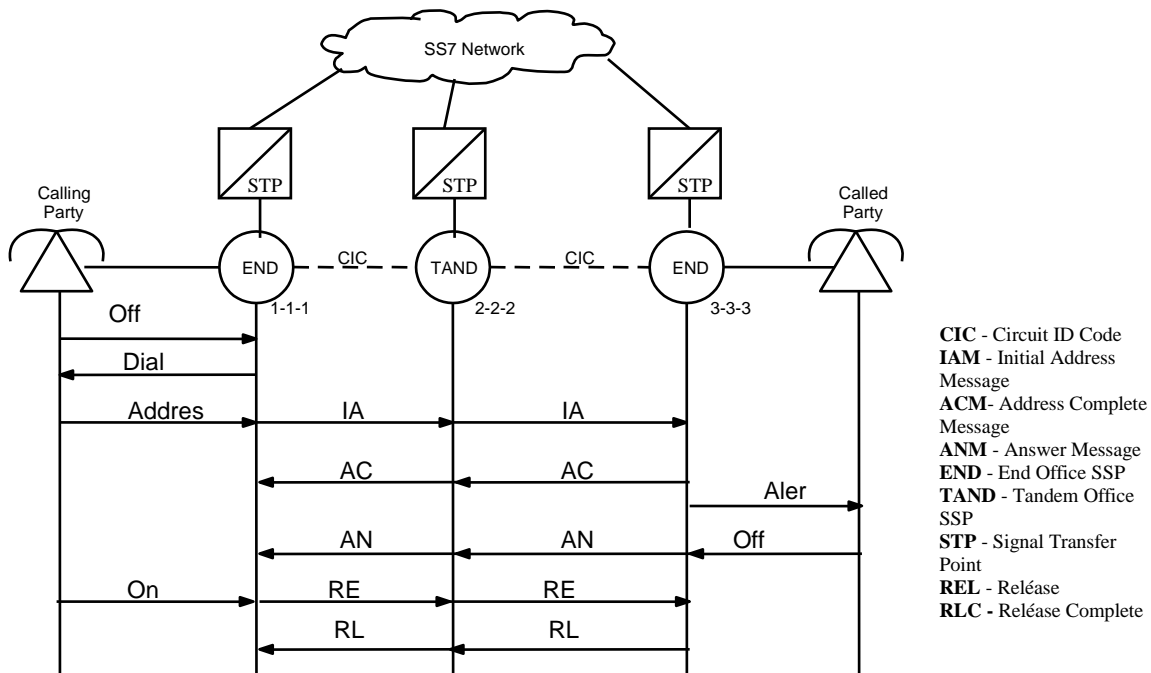 SS7 Network
STP STP STP
Calling
Party
Called
Party
END CIC TAND CIC END
1-1-1 2-2-2 3-3-3
Off
Dial
Addres IA IA
AC AC
Aler
AN AN Off
On RE RE
RL RL
CIC - Circuit ID Code
IAM - Initial Address
Message
ACM- Address Complete
Message
ANM - Answer Message
END - End Office SSP
TAND - Tandem Office
SSP
STP - Signal Transfer
Point
REL - Reléase
RLC - Reléase Complete